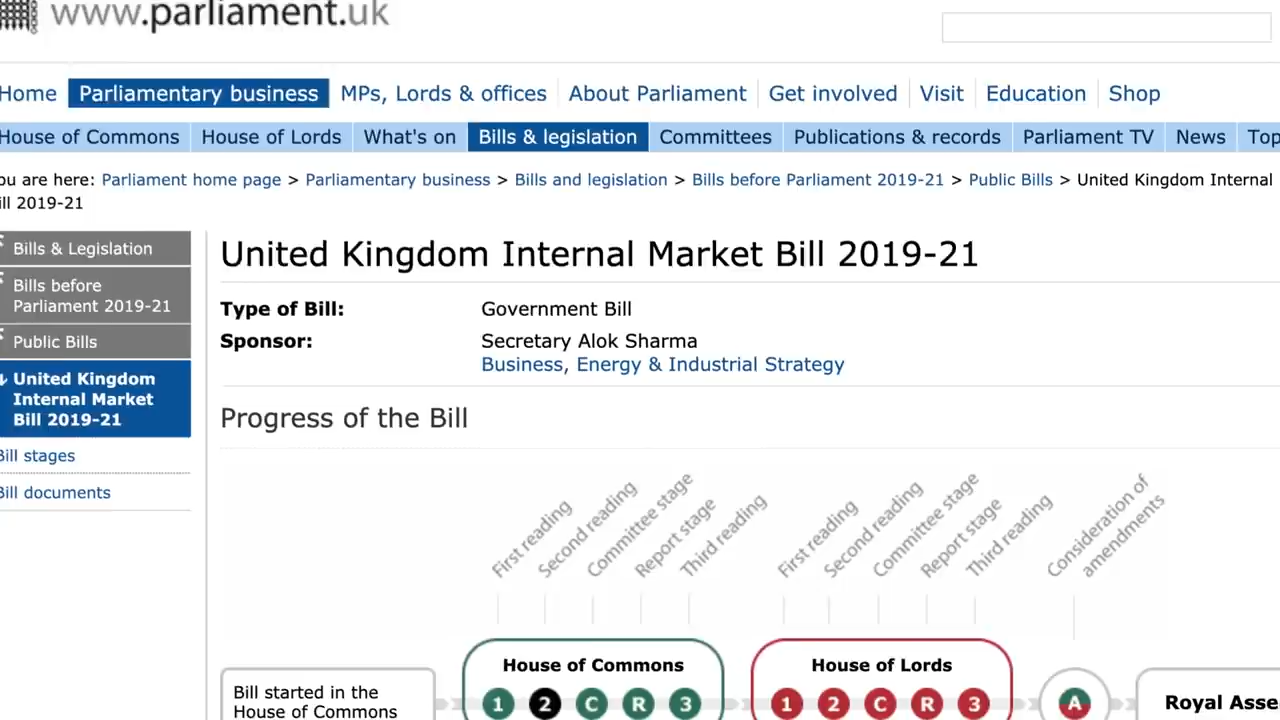 www.parliament.uk
Home Parliamentary business MPs, Lords & offices About Parliament Get involved Visit Education Shop
House of Commons House of Lords What's on Bills & legislation Committees Publications & records Parliament TV News Top
ou are here: Parliament home page > Parliamentary business > Bills and legislation > Bills before Parliament 2019-21 > Public Bills > United Kingdom Internal
ill 2019-21
Bills & Legislation
Bills before
Parliament 2019-21
Public Bills
United Kingdom
Internal Market
Bill 2019-21
Bill stages
Bill documents
United Kingdom Internal Market Bill 2019-21
Type of Bill: Government Bill
Sponsor: Secretary Alok Sharma
Business, Energy & Industrial Strategy
Progress of the Bill
First reading
Second reading
Committee stage
Report stage
Third reading
First reading
Second reading
Committee stage
Report stage
Third reading
Consideration of
amendments
Bill started in the
House of Commons
House of Commons
1 2 C R 3
House of Lords
1 2 C R 3
A
Royal Asse